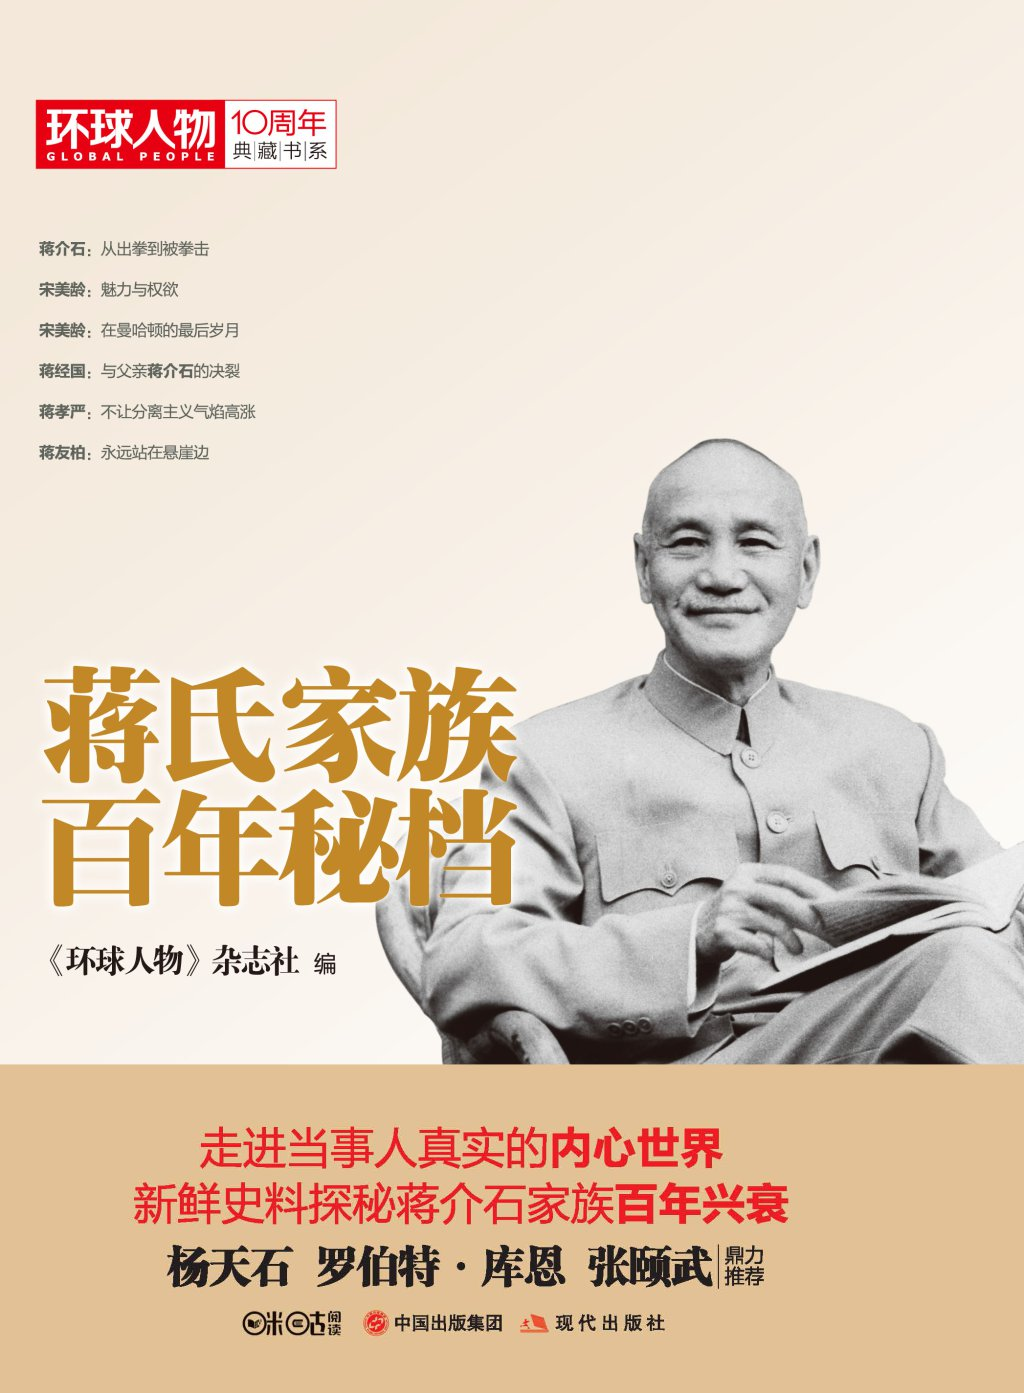 环球人物
GLOBAL PEOPLE
10周年
典|藏|书|系
蒋介石：从出拳到被拳击
宋美龄：魅力与权欲
宋美龄：在曼哈顿的最后岁月
蒋经国：与父亲蒋介石的决裂
蒋孝严：不让分离主义气焰高涨
蒋友柏：永远站在悬崖边
蒋氏家族
百年秘档
《环球人物》杂志社 编
走进当事人真实的内心世界
新鲜史料探秘蒋介石家族百年兴衰
杨天石 罗伯特·库恩 张颐武
鼎力
推荐
咪咕阅读 中国出版集团 现代出版社